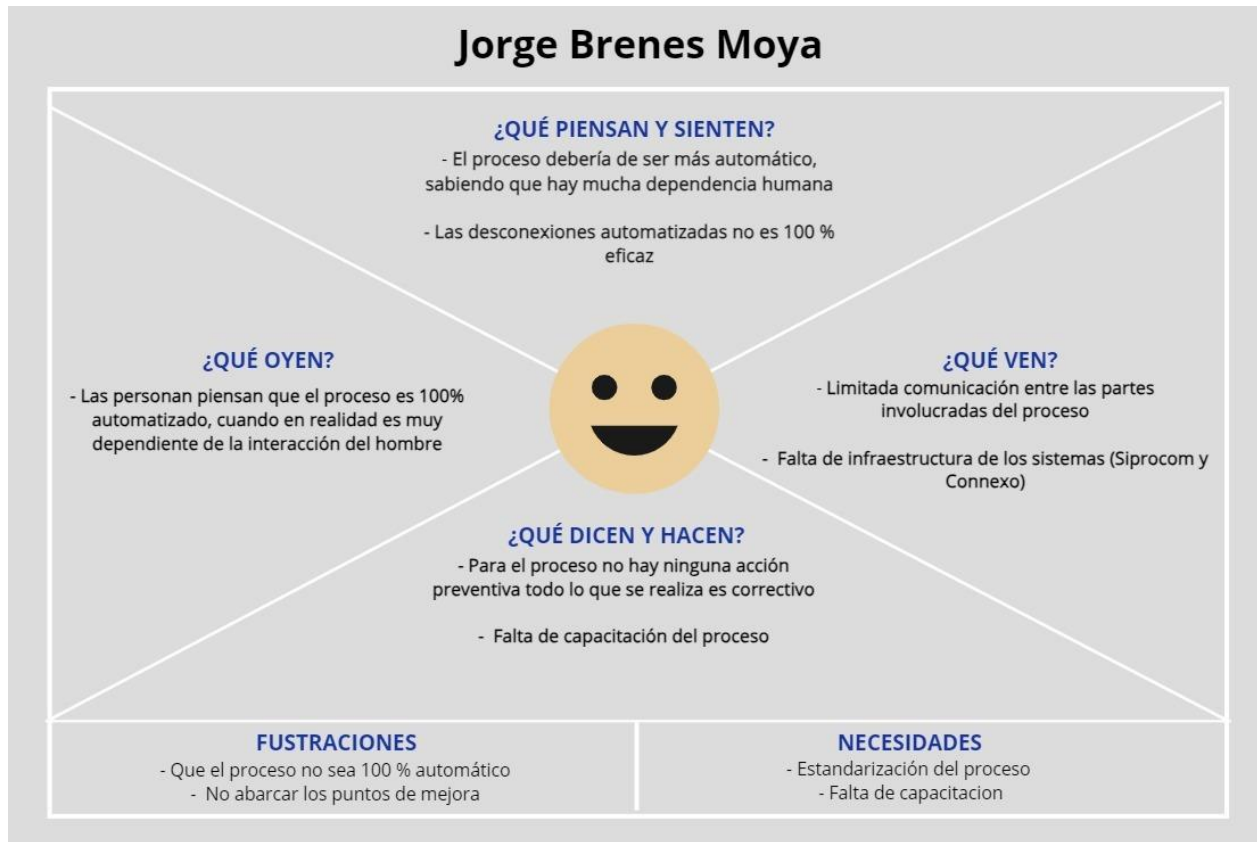 Jorge Brenes Moya
¿QUÉ PIENSAN Y SIENTEN?
- El proceso debería de ser más automático,
sabiendo que hay mucha dependencia humana
- Las desconexiones automatizadas no es 100 %
eficaz
¿QUÉ OYEN?
- Las personan piensan que el proceso es 100%
automatizado, cuando en realidad es muy
dependiente de la interacción del hombre
¿QUÉ VEN?
- Limitada comunicación entre las partes
involucradas del proceso
- Falta de infraestructura de los sistemas (Siprocom y
Connexo)
¿QUÉ DICEN Y HACEN?
- Para el proceso no hay ninguna acción
preventiva todo lo que se realiza es correctivo
- Falta de capacitación del proceso
FUSTRACIONES
- Que el proceso no sea 100 % automático
- No abarcar los puntos de mejora
NECESIDADES
- Estandarización del proceso
- Falta de capacitacion